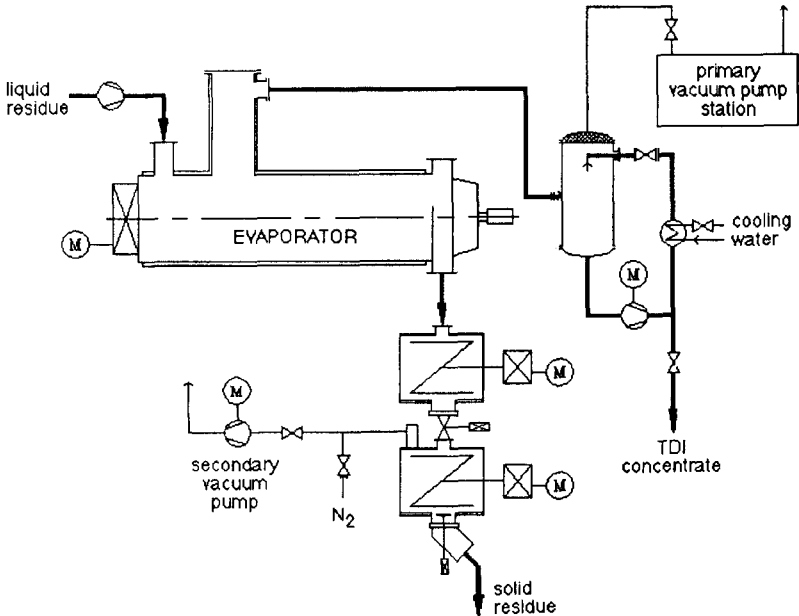 liquid
residue
primary
vacuum pump
station
EVAPORATOR
M
cooling
water
M
M
M
secondary
vacuum
pump
N2
M
TDI
concentrate
solid
residue